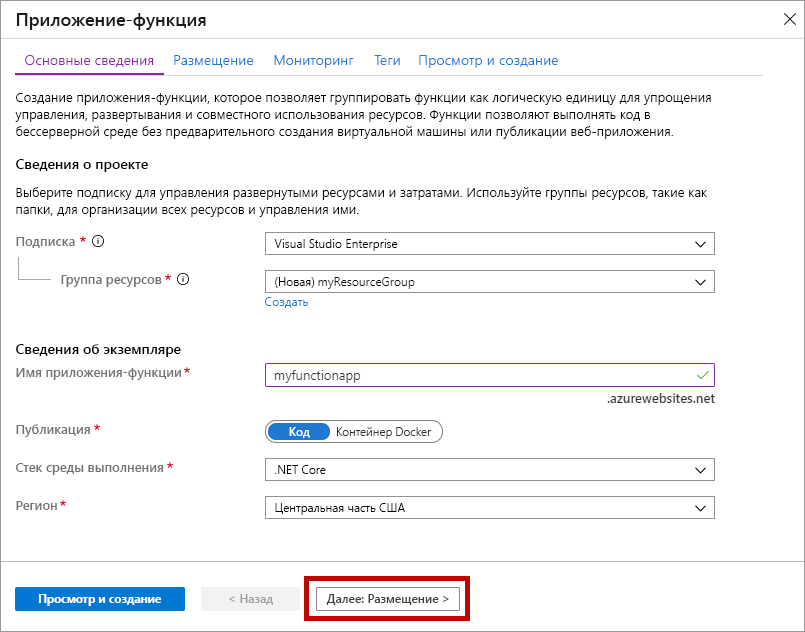 Приложение-функция
Основные сведения Размещение Мониторинг Теги Просмотр и создание
Создание приложения-функции, которое позволяет группировать функции как логическую единицу для упрощения
управления, развертывания и совместного использования ресурсов. Функции позволяют выполнять код в
бессерверной среде без предварительного создания виртуальной машины или публикации веб-приложения.
Сведения о проекте
Выберите подписку для управления развернутыми ресурсами и затратами. Используйте группы ресурсов, такие как
папки, для организации всех ресурсов и управления ими.
Подписка * Visual Studio Enterprise
Группа ресурсов * (Новая) myResourceGroup
Создать
Сведения об экземпляре
Имя приложения-функции * myfunctionapp
.azurewebsites.net
Публикация * Код Контейнер Docker
Стек среды выполнения * .NET Core
Регион * Центральная часть США
Просмотр и создание < Назад Далее: Размещение >